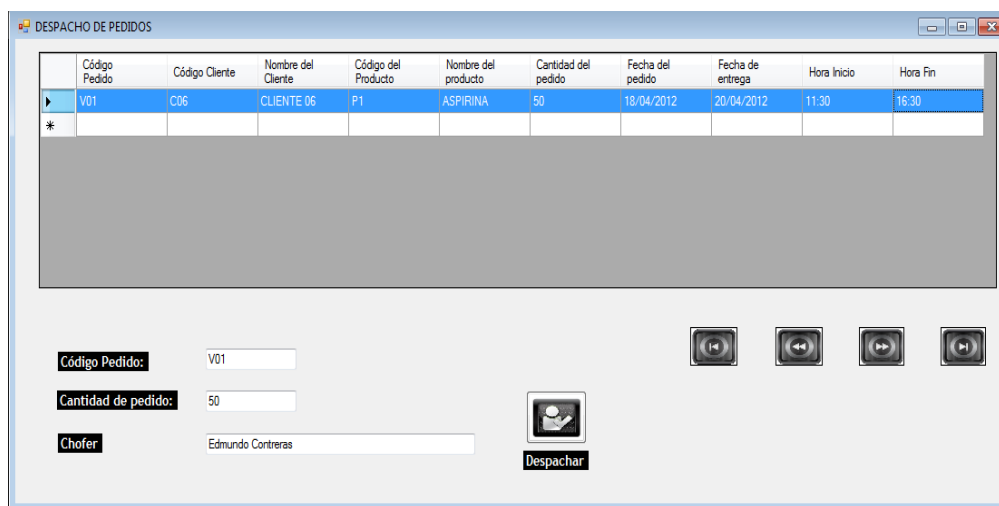 DESPACHO DE PEDIDOS
Código Pedido Código Cliente Nombre del Cliente Código del Producto Nombre del producto Cantidad del pedido Fecha del pedido Fecha de entrega Hora Inicio Hora Fin
V01 C06 CLIENTE 06 P1 ASPIRINA 50 18/04/2012 20/04/2012 11:30 16:30
Código Pedido: V01
Cantidad de pedido: 50
Chofer Edmundo Contreras
Despachar